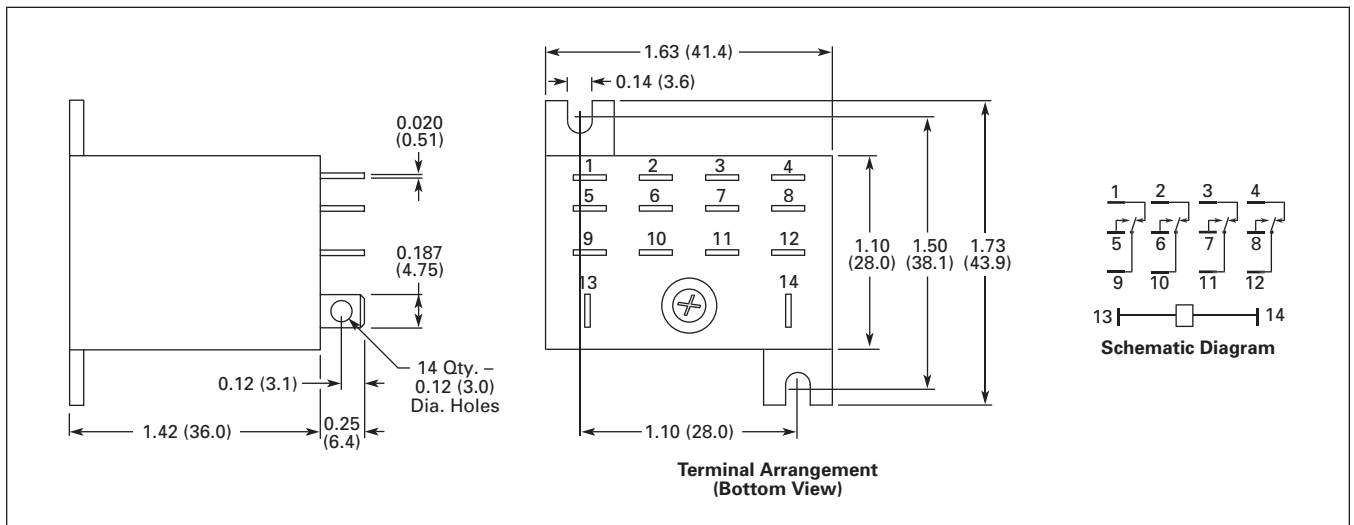 0.020
(0.51)
0.187
(4.75)
0.12 (3.1)
14 Qty. –
0.12 (3.0)
Dia. Holes
1.42 (36.0)
0.25
(6.4)
1.63 (41.4)
0.14 (3.6)
1 2 3 4
5 6 7 8
9 10 11 12
13 14
1.10
(28.0)
1.50
(38.1)
1.73
(43.9)
1.10 (28.0)
Terminal Arrangement
(Bottom View)
1 2 3 4
5 6 7 8
9 10 11 12
13 14
Schematic Diagram